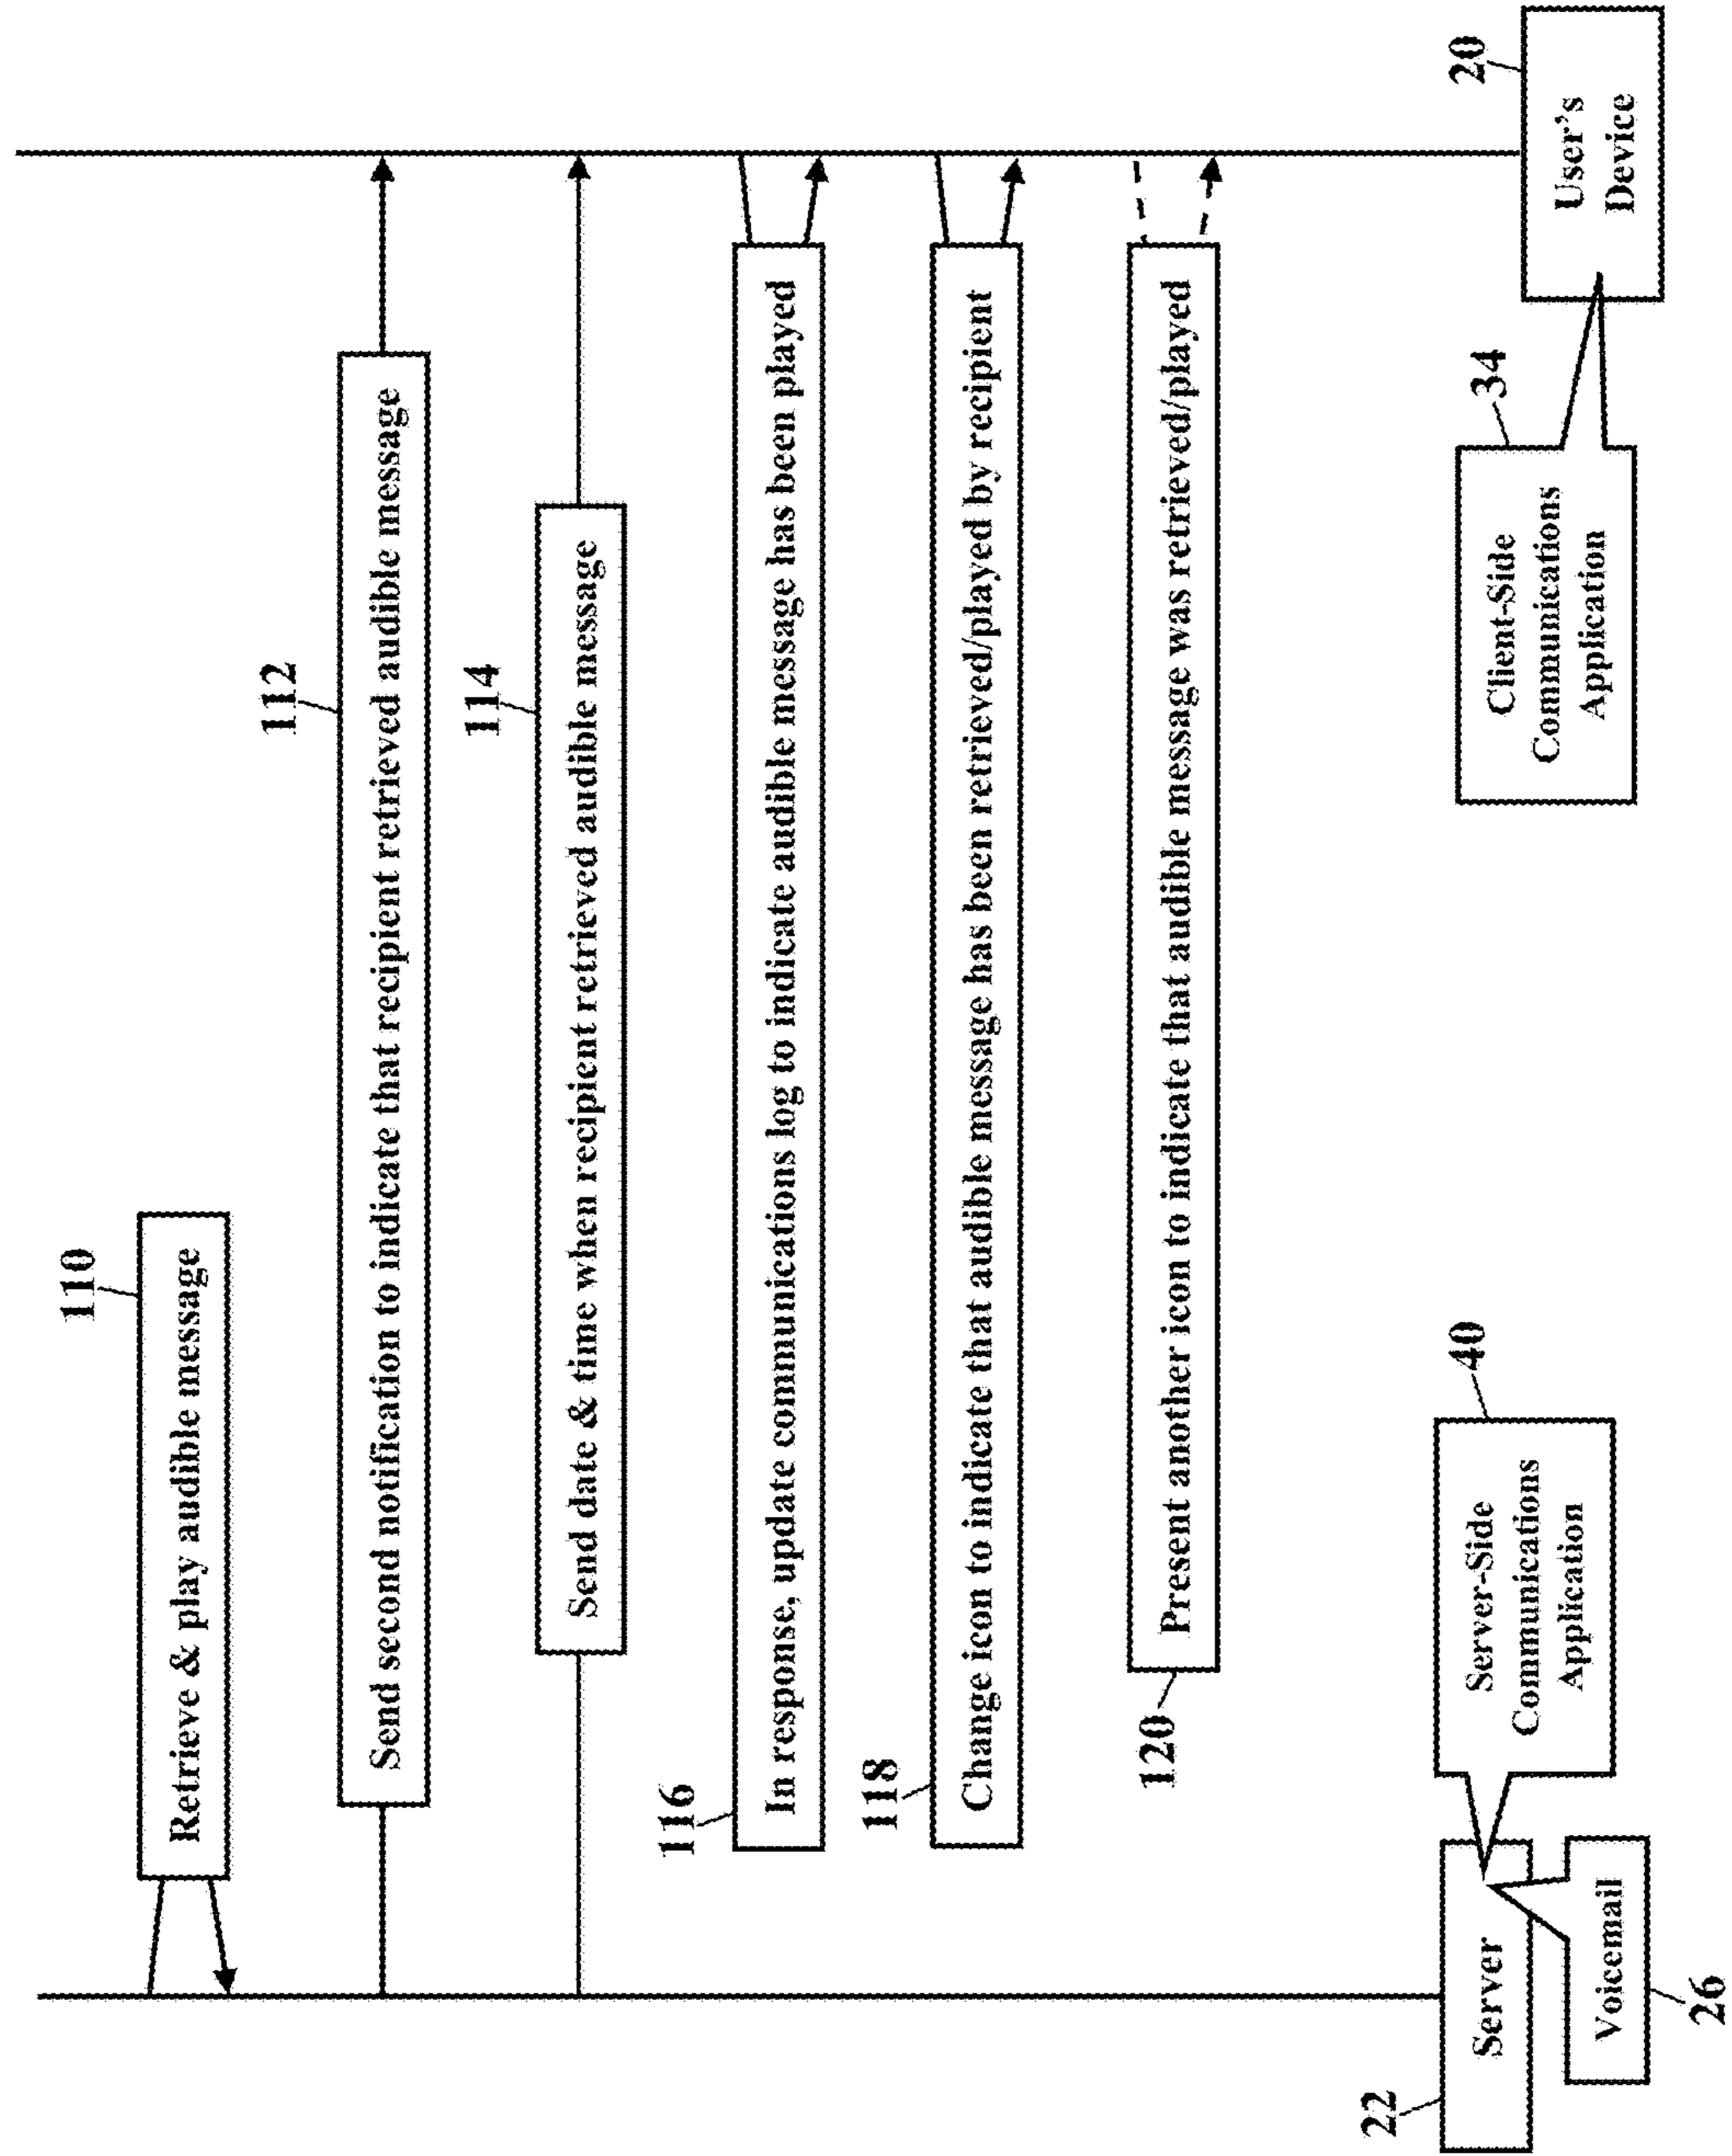 110
Retrieve & play audible message
112
Send second notification to indicate that recipient retrieved audible message
114
Send date & time when recipient retrieved audible message
116
In response, update communications log to indicate audible message has been played
118
Change icon to indicate that audible message has been retrieved/played by recipient
120
Present another icon to indicate that audible message was retrieved/played
22
Server
40
Server-Side
Communications
Application
Voicemail
26
34
Client-Side
Communications
Application
20
User's
Device